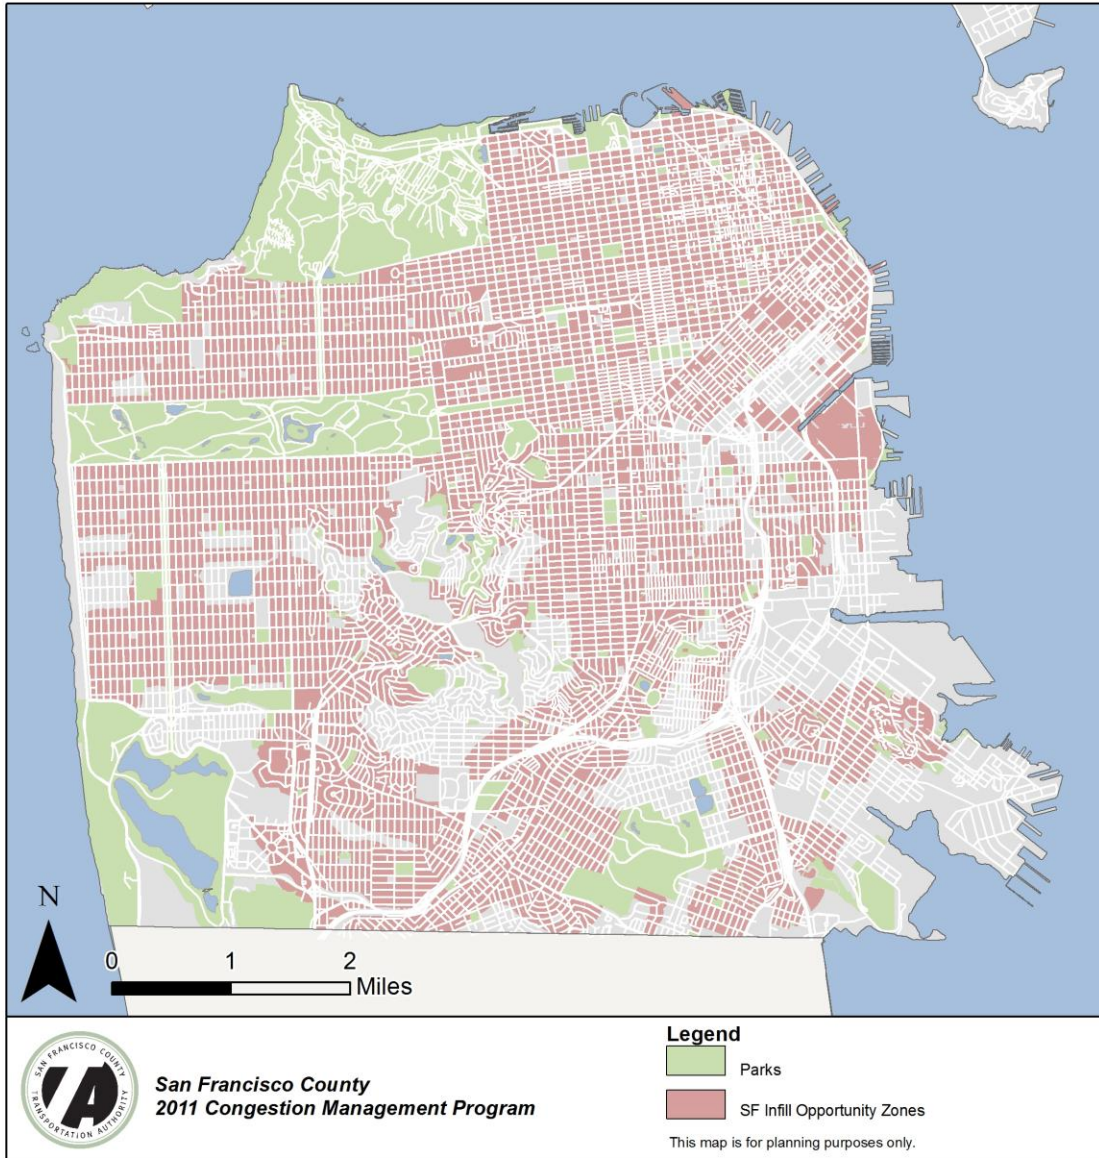 N
0 1 2
Miles
SAN FRANCISCO COUNTY
TRANSPORTATION AUTHORITY
San Francisco County
2011 Congestion Management Program
Legend
Parks
SF Infill Opportunity Zones
This map is for planning purposes only.